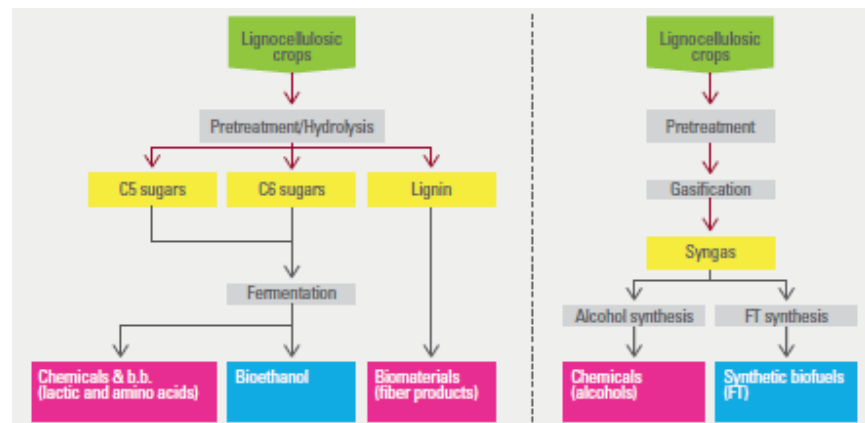 Lignocellulosic
crops
Pretreatment/Hydrolysis
C5 sugars
C6 sugars
Lignin
Fermentation
Chemicals & b.b.
(lactic and amino acids)
Bioethanol
Biomaterials
(fiber products)
Lignocellulosic
crops
Pretreatment
Gasification
Syngas
Alcohol synthesis
FT synthesis
Chemicals
(alcohols)
Synthetic biofuels
(FT)